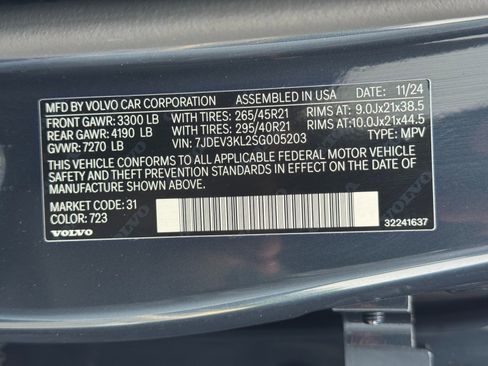 MFD BY VOLVO CAR CORPORATION ASSEMBLED IN USA DATE: 11/24
FRONT GAWR: 3300 LB WITH TIRES: 265/45R21 RIMS AT: 9.0Jx21x38.5
REAR GAWR: 4190 LB WITH TIRES: 295/40R21 RIMS AT: 10.0Jx21x44.5
GVWR: 7270 LB VIN: 7JDEV3KL2SG005203 TYPE: MPV
THIS VEHICLE CONFORMS TO ALL APPLICABLE FEDERAL MOTOR VEHICLE
SAFETY AND THEFT PREVENTION STANDARDS IN EFFECT ON THE DATE OF
MANUFACTURE SHOWN ABOVE.
MARKET CODE: 31
COLOR: 723
VOLVO 32241637